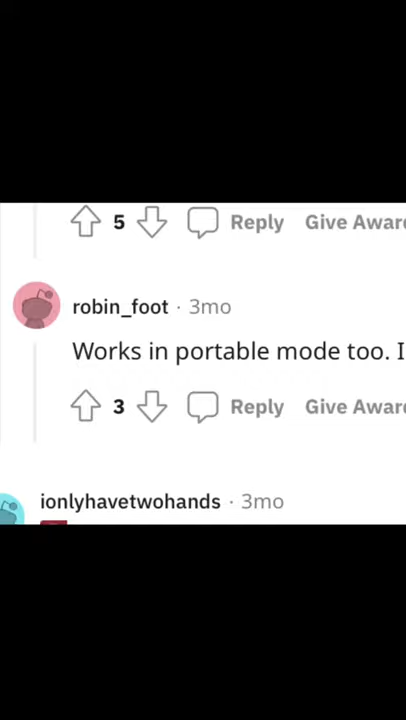 5 Reply Give Awar
robin_foot · 3mo
Works in portable mode too. I
3 Reply Give Awar
ionlyhavetwohands · 3mo